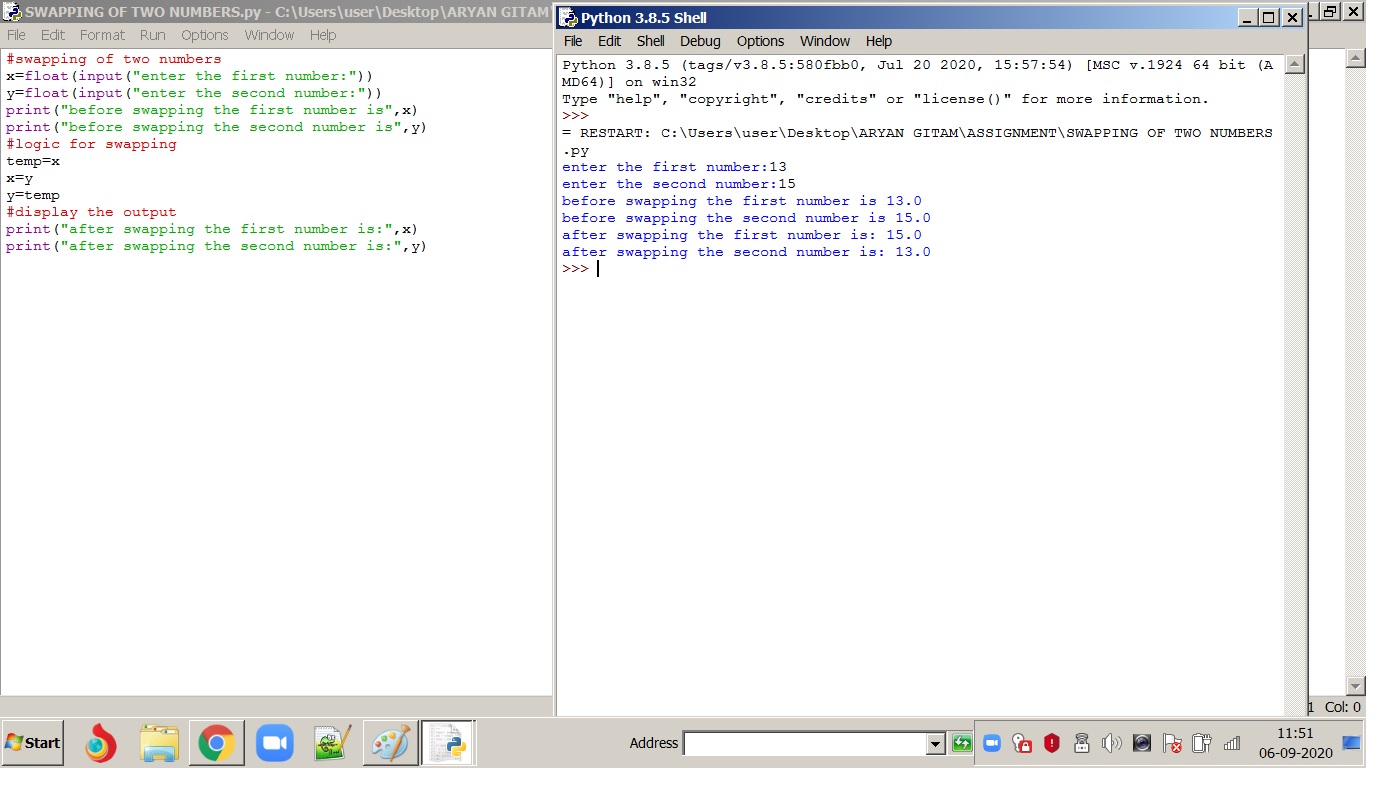 SWAPPING OF TWO NUMBERS.py - C:\Users\user\Desktop\ARYAN GITAM
File Edit Format Run Options Window Help
#swapping of two numbers
x=float(input("enter the first number:"))
y=float(input("enter the second number:"))
print("before swapping the first number is",x)
print("before swapping the second number is",y)
#logic for swapping
temp=x
x=y
y=temp
#display the output
print("after swapping the first number is:",x)
print("after swapping the second number is:",y)
Python 3.8.5 Shell
File Edit Shell Debug Options Window Help
Python 3.8.5 (tags/v3.8.5:580fbb0, Jul 20 2020, 15:57:54) [MSC v.1924 64 bit (A
MD64)] on win32
Type "help", "copyright", "credits" or "license()" for more information.
>>>
= RESTART: C:\Users\user\Desktop\ARYAN GITAM\ASSIGNMENT\SWAPPING OF TWO NUMBERS
.py
enter the first number:13
enter the second number:15
before swapping the first number is 13.0
before swapping the second number is 15.0
after swapping the first number is: 15.0
after swapping the second number is: 13.0
>>>
1 Col: 0
Start
Address
11:51
06-09-2020